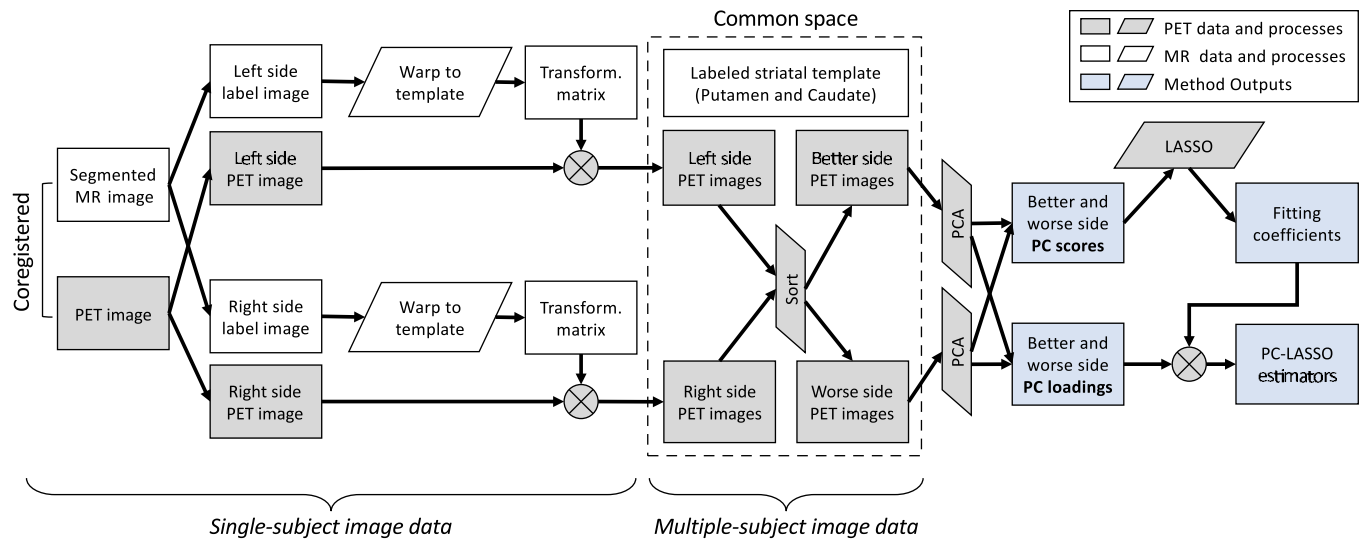 Common space
PET data and processes
MR data and processes
Method Outputs
Left side
label image
Warp to
template
Transform.
matrix
Labeled striatal template
(Putamen and Caudate)
Coregistered
Segmented
MR image
Left side
PET image
Left side
PET images
Better side
PET images
PCA
LASSO
Better and
worse side
PC scores
Fitting
coefficients
Sort
PET image
Right side
label image
Warp to
template
Transform.
matrix
Right side
PET image
Right side
PET images
Worse side
PET images
PCA
Better and
worse side
PC loadings
PC-LASSO
estimators
Single-subject image data
Multiple-subject image data